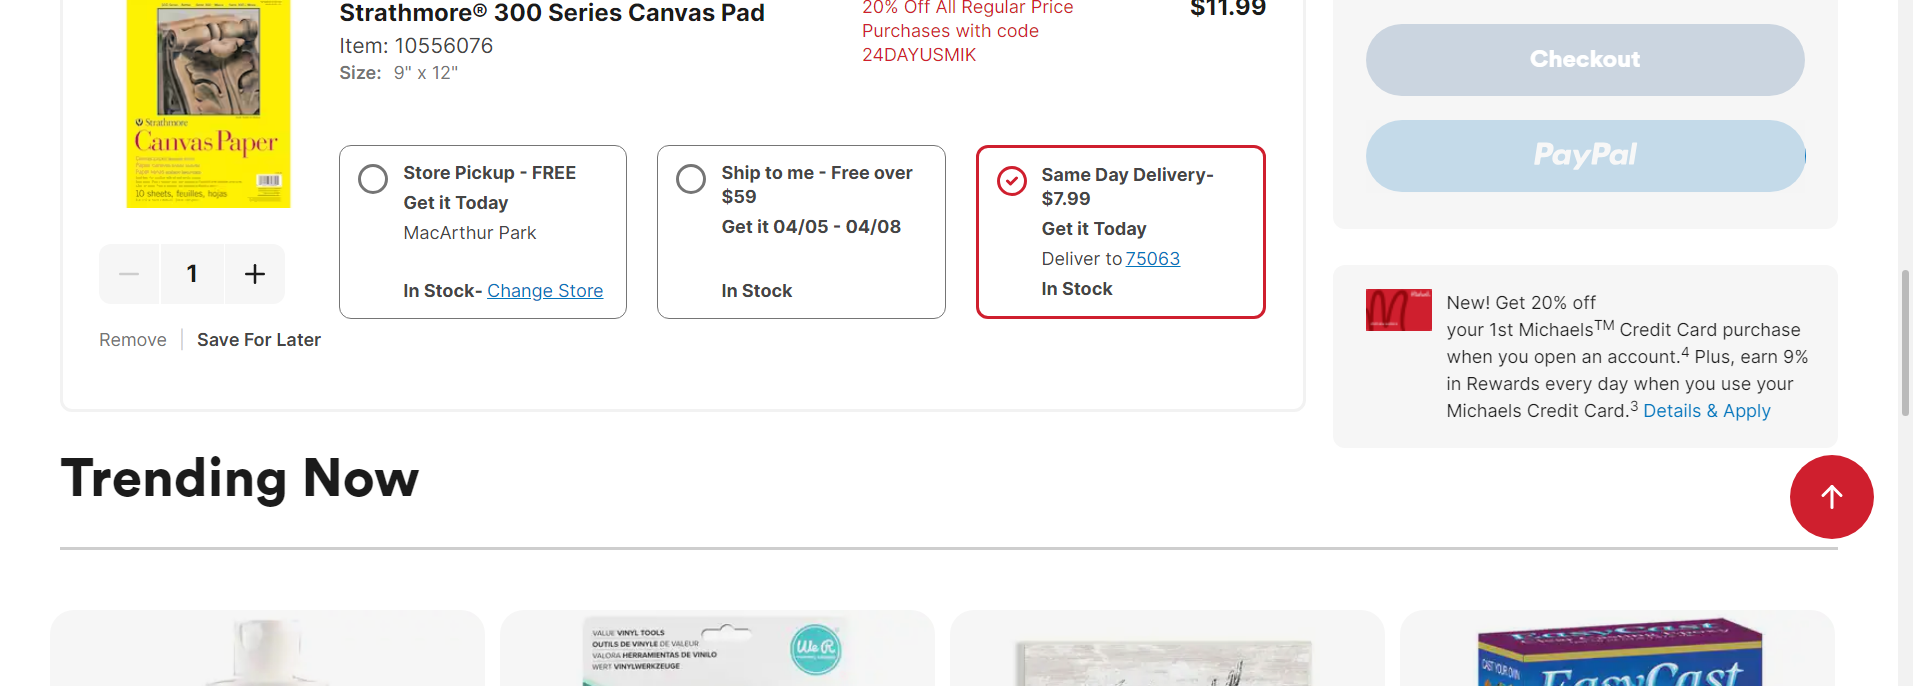 Strathmore® 300 Series Canvas Pad
Item: 10556076
Size: 9" x 12"
20% Off All Regular Price
Purchases with code
24DAYUSMIK
$11.99
Strathmore
Canvas Paper
10 sheets, feuilles, hojas
1
Remove
Save For Later
Store Pickup - FREE
Get it Today
MacArthur Park
In Stock- Change Store
Ship to me - Free over
$59
Get it 04/05 - 04/08
In Stock
Same Day Delivery-
$7.99
Get it Today
Deliver to 75063
In Stock
Checkout
PayPal
New! Get 20% off
your 1st Michaels™ Credit Card purchase
when you open an account.4 Plus, earn 9%
in Rewards every day when you use your
Michaels Credit Card.3 Details & Apply
Trending Now
VALUE VINYL TOOLS
OUTILS DE VINYLE DE VALEUR
VALORA HERRAMIENTAS DE VINILO
WERT VINYLWERKZEUGE
We R
EasyCast
CAST YOUR OWN
EasyCast